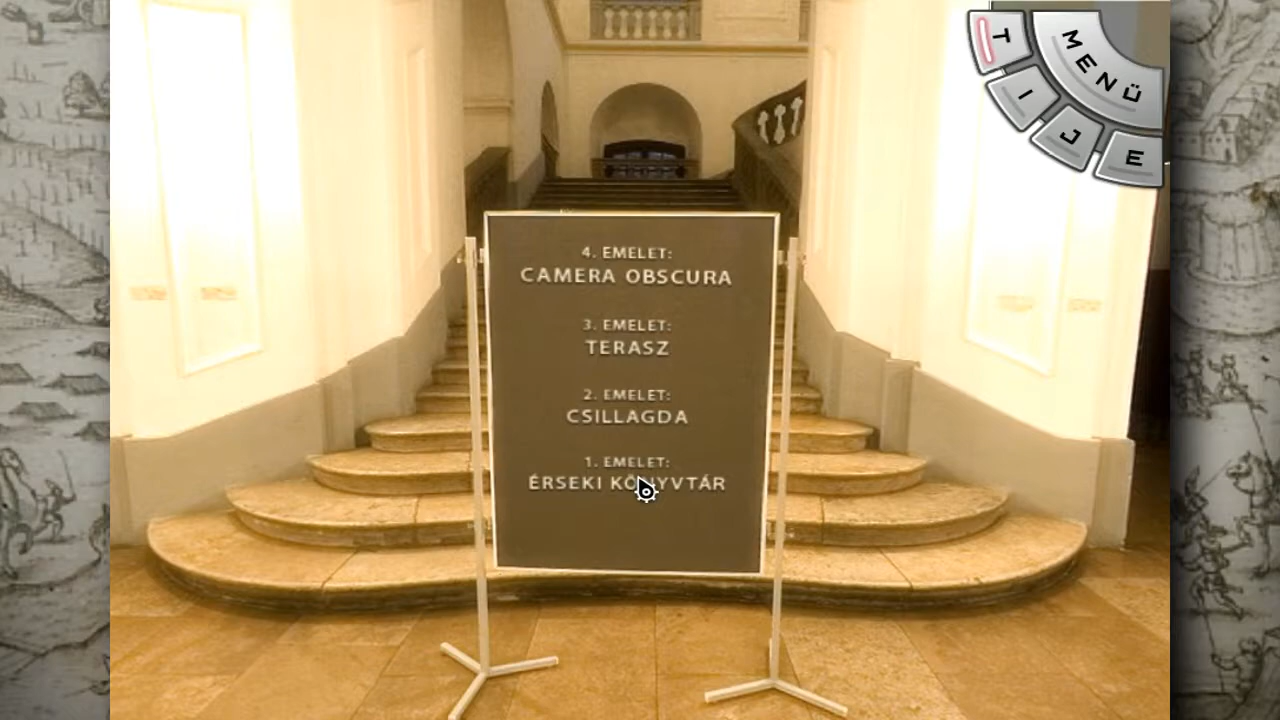 MENÜ
T
I
J
E
4. EMELET:
CAMERA OBSCURA
3. EMELET:
TERASZ
2. EMELET:
CSILLAGDA
1. EMELET:
ÉRSEKI KÖNYVTÁR